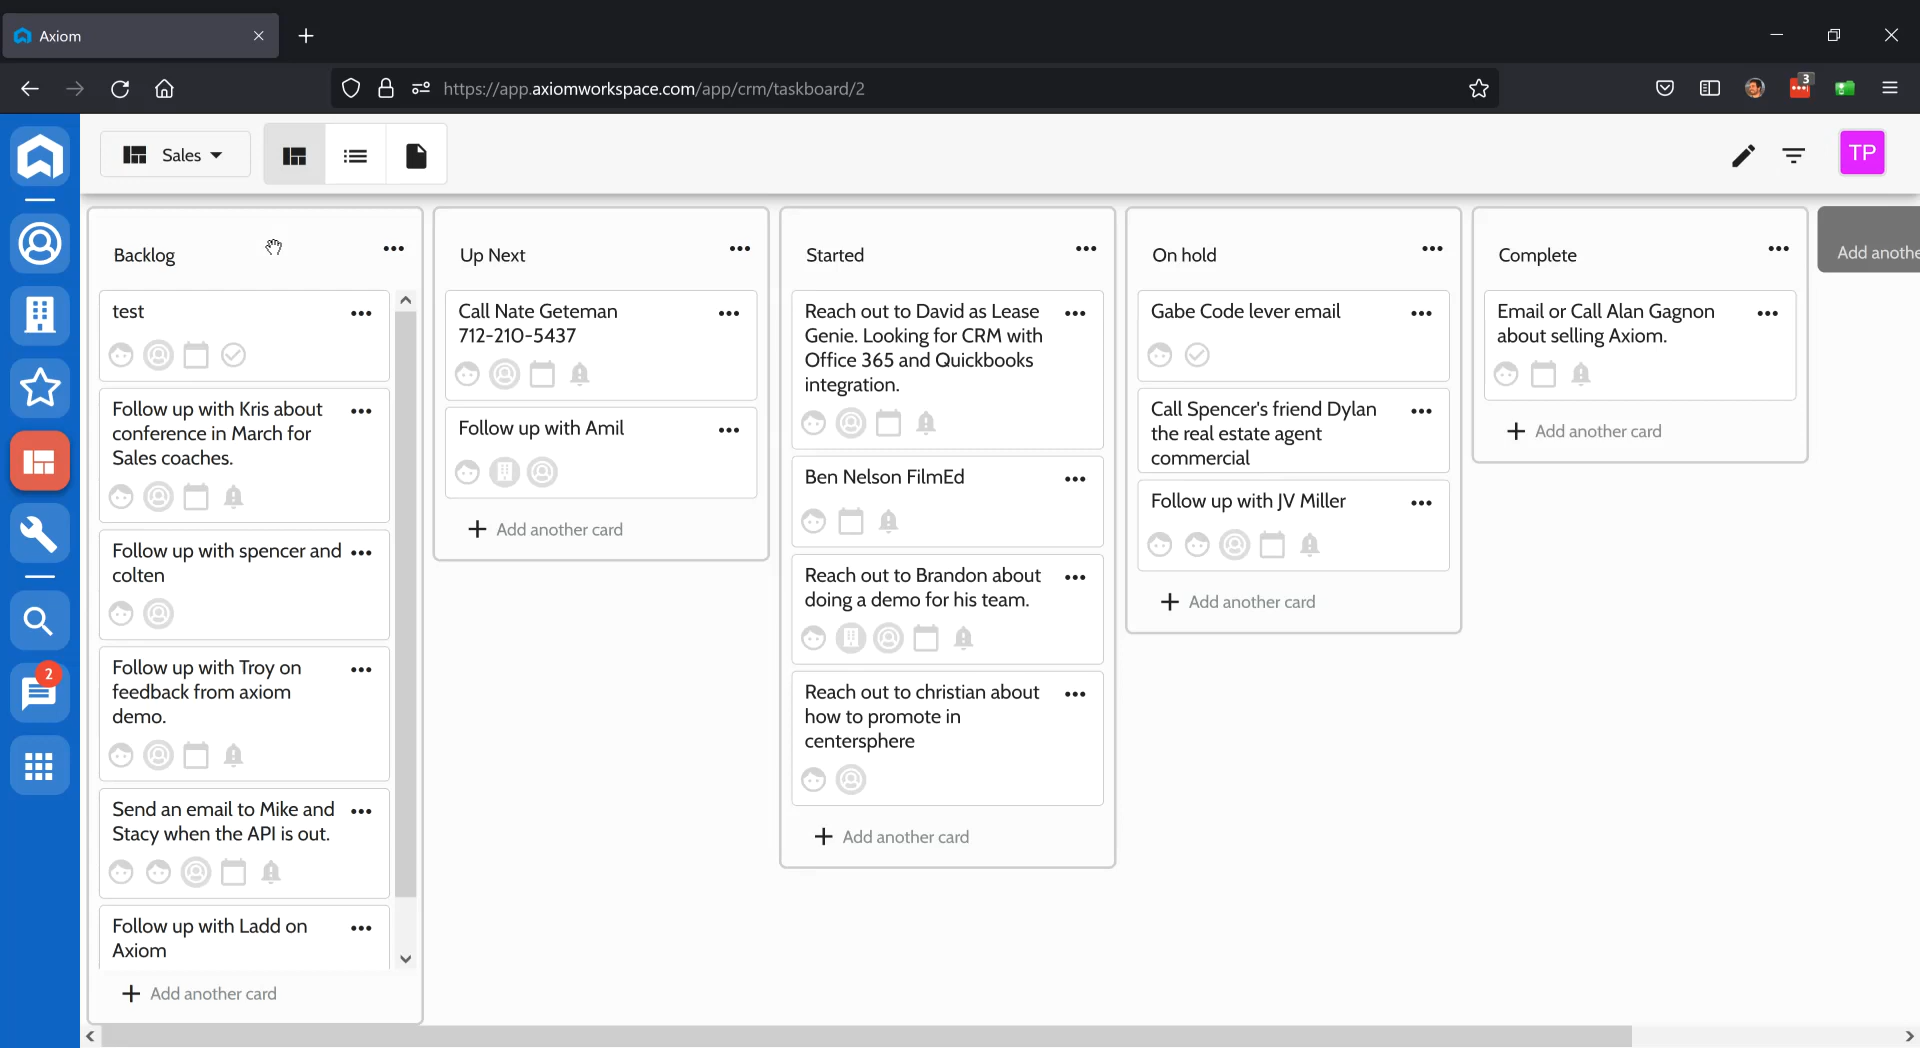 Axiom
https://app.axiomworkspace.com/app/crm/taskboard/2
3
Sales
TP
2
Backlog
test
Follow up with Kris about
conference in March for
Sales coaches.
Follow up with spencer and
colten
Follow up with Troy on
feedback from axiom
demo.
Send an email to Mike and
Stacy when the API is out.
Follow up with Ladd on
Axiom
Add another card
Up Next
Call Nate Geteman
712-210-5437
Follow up with Amil
Add another card
Started
Reach out to David as Lease
Genie. Looking for CRM with
Office 365 and Quickbooks
integration.
Ben Nelson FilmEd
Reach out to Brandon about
doing a demo for his team.
Reach out to christian about
how to promote in
centersphere
Add another card
On hold
Gabe Code lever email
Call Spencer's friend Dylan
the real estate agent
commercial
Follow up with JV Miller
Add another card
Complete
Email or Call Alan Gagnon
about selling Axiom.
Add another card
Add anothe